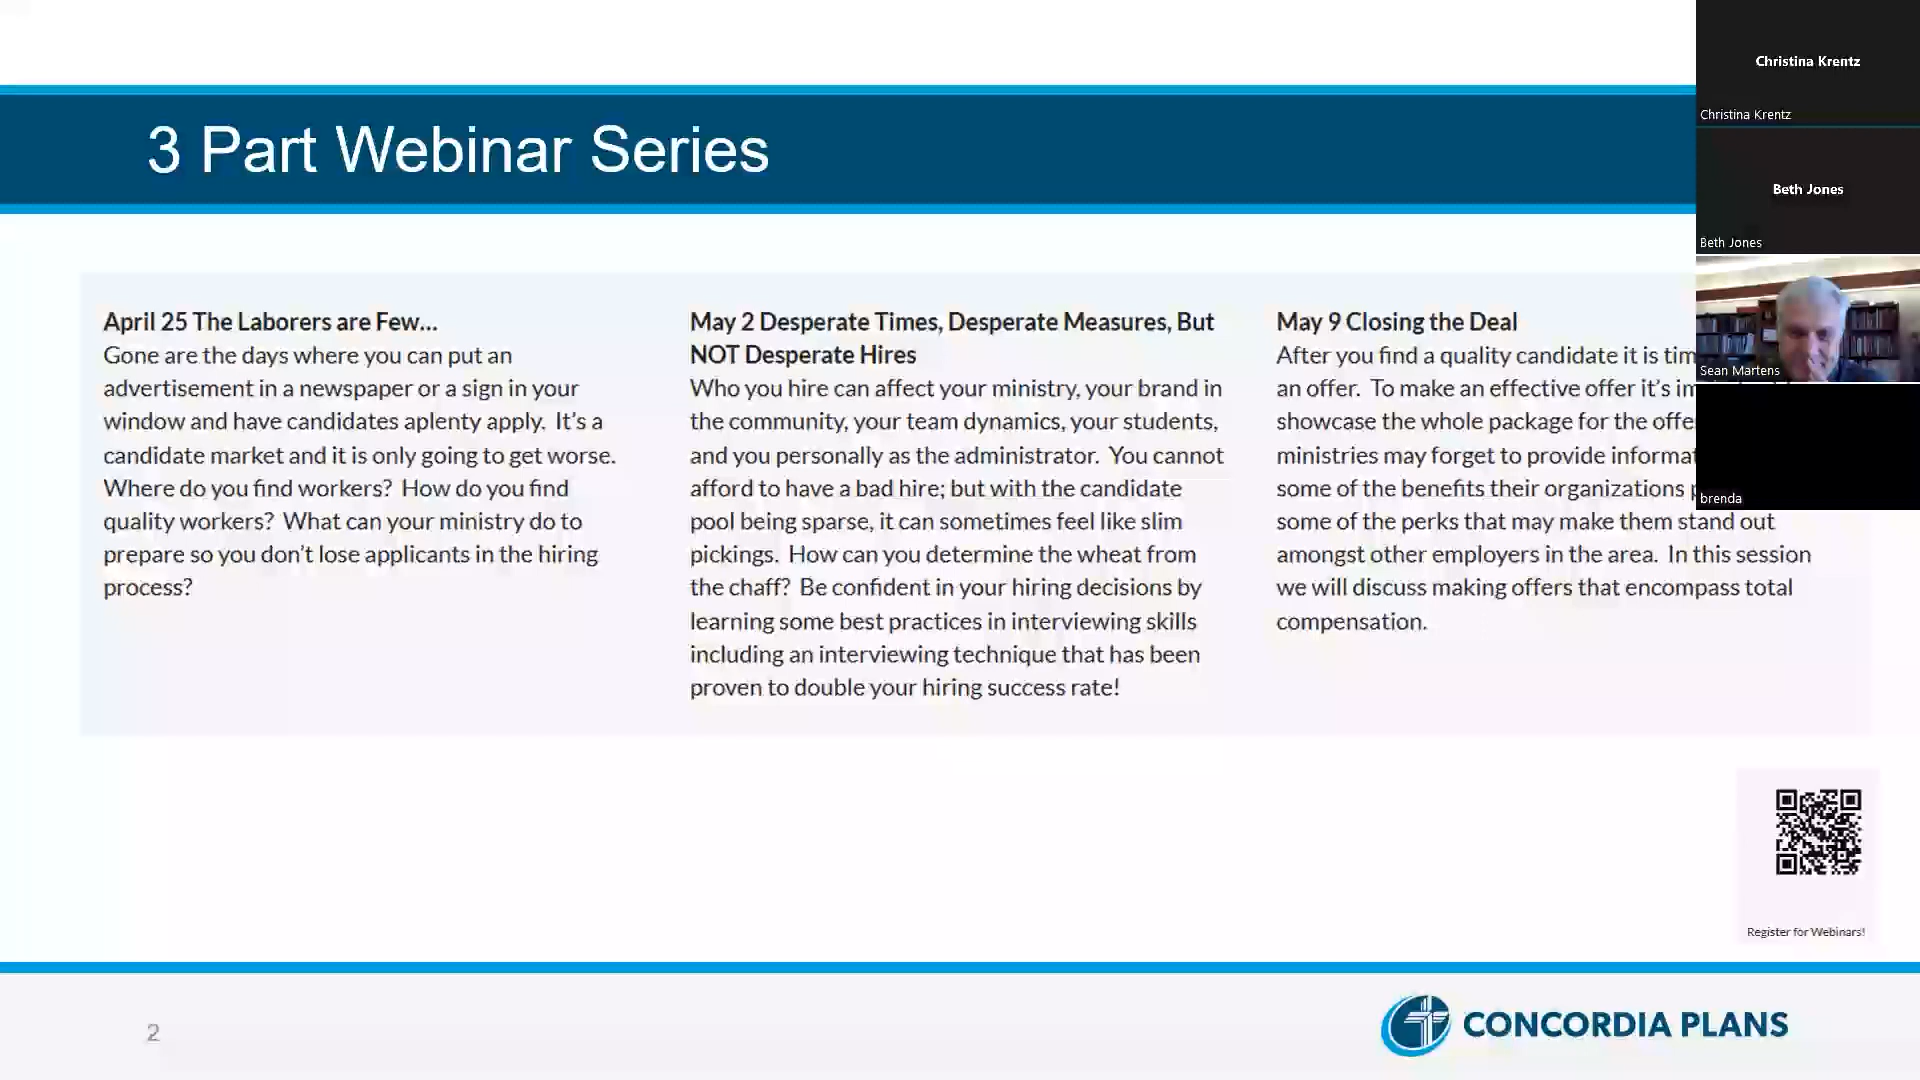 3 Part Webinar Series
April 25 The Laborers are Few...
Gone are the days where you can put an
advertisement in a newspaper or a sign in your
window and have candidates aplenty apply. It's a
candidate market and it is only going to get worse.
Where do you find workers? How do you find
quality workers? What can your ministry do to
prepare so you don't lose applicants in the hiring
process?
May 2 Desperate Times, Desperate Measures, But
NOT Desperate Hires
Who you hire can affect your ministry, your brand in
the community, your team dynamics, your students,
and you personally as the administrator. You cannot
afford to have a bad hire; but with the candidate
pool being sparse, it can sometimes feel like slim
pickings. How can you determine the wheat from
the chaff? Be confident in your hiring decisions by
learning some best practices in interviewing skills
including an interviewing technique that has been
proven to double your hiring success rate!
May 9 Closing the Deal
After you find a quality candidate it is
an offer. To make an effective offer it's
showcase the whole package for the
ministries may forget to provide
some of the benefits their organizations
some of the perks that may make them stand out
amongst other employers in the area. In this session
we will discuss making offers that encompass total
compensation.
Christina Krentz
Christina Krentz
Beth Jones
Beth Jones
Sean Martens
brenda
Register for Webinars!
2
CONCORDIA PLANS